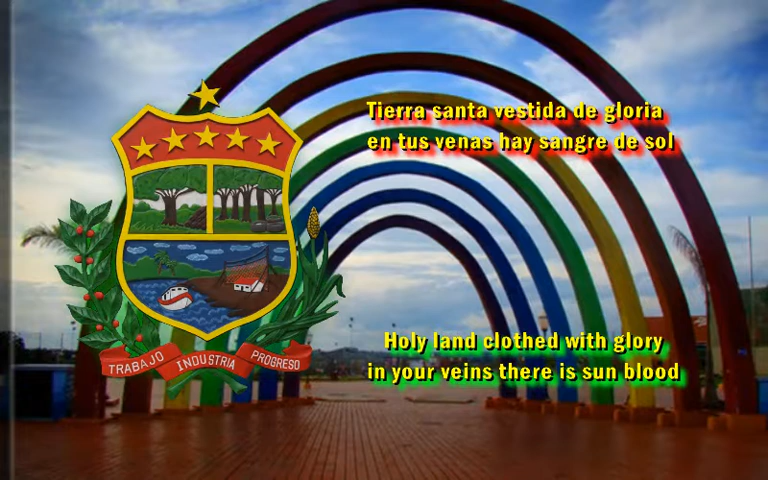 Tierra santa vestida de gloria
en tus venas hay sangre de sol
TRABAJO INDUSTRIA PROGRESO
Holy land clothed with glory
in your veins there is sun blood